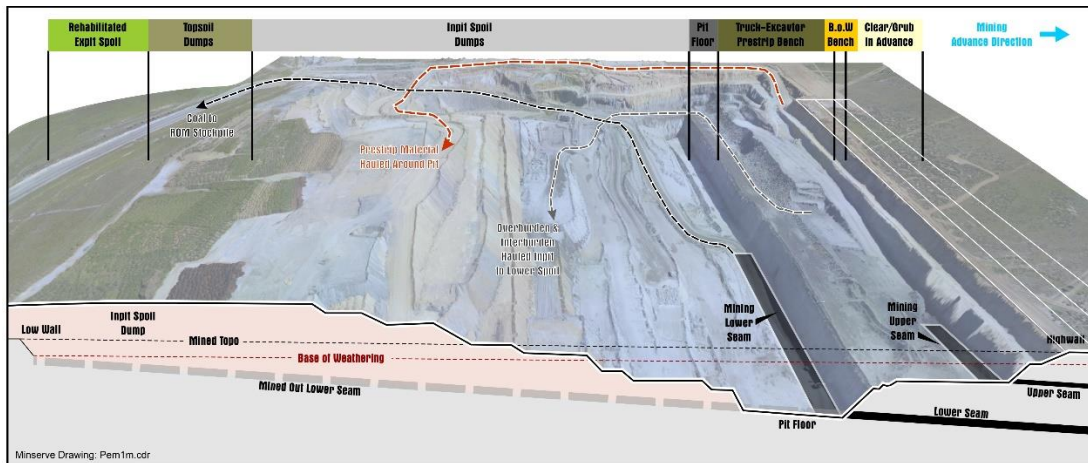 Rehabilitated
Expit Spoil
Topsoil
Dumps
Inpit Spoil
Dumps
Pit
Floor
Truck-Excavator
Prestrip Bench
B.o.W
Bench
Clear/Grub
In Advance
Mining
Advance Direction
Coal to
ROM Stockpile
Prestrip Material
Hauled Around Pit
Overburden &
Interburden
Hauled Inpit
to Lower Spoil
Mining
Lower
Seam
Mining
Upper
Seam
Highwall
Low Wall
Inpit Spoil
Dump
Mined Topo
Base of Weathering
Mined Out Lower Seam
Upper Seam
Lower Seam
Pit Floor
Minserve Drawing: Pem1m.cdr